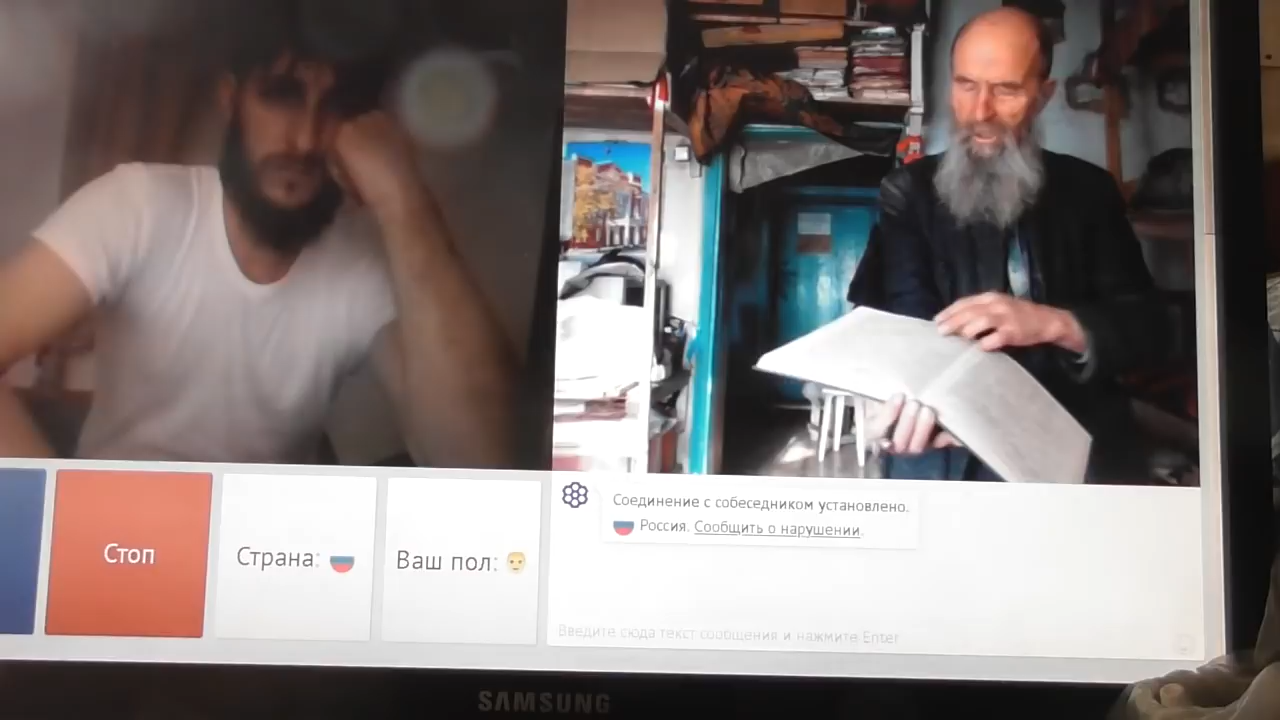 Стоп
Страна:
Ваш пол:
Соединение с собеседником установлено.
Россия. Сообщить о нарушении.
Введите сюда текст сообщения и нажмите Enter
SAMSUNG